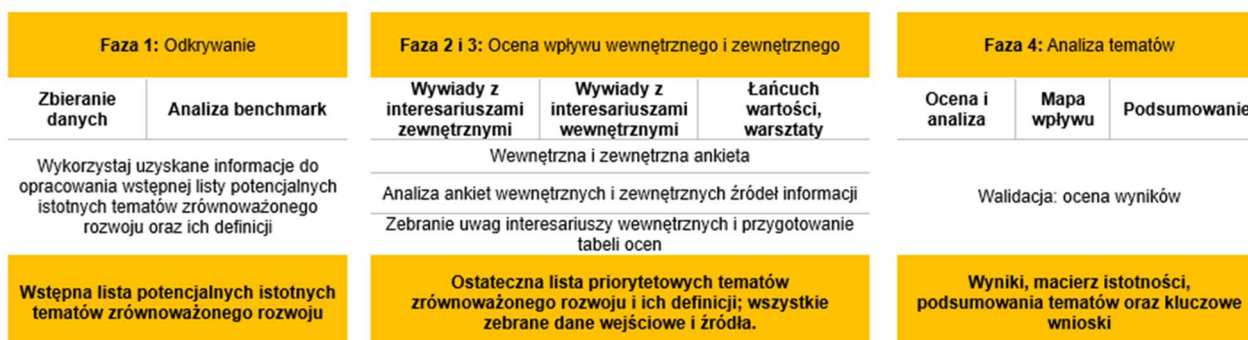 Faza 1: Odkrywanie
Zbieranie
danych
Analiza benchmark
Wykorzystaj uzyskane informacje do
opracowania wstępnej listy potencjalnych
istotnych tematów zrównoważonego
rozwoju oraz ich definicji
Wstępna lista potencjalnych istotnych
tematów zrównoważonego rozwoju
Faza 2 i 3: Ocena wpływu wewnętrznego i zewnętrznego
Wywiady z
interesariuszami
zewnętrznymi
Wywiady z
interesariuszami
wewnętrznymi
Łańcuch
wartości,
warsztaty
Wewnętrzna i zewnętrzna ankieta
Analiza ankiet wewnętrznych i zewnętrznych źródeł informacji
Zebranie uwag interesariuszy wewnętrznych i przygotowanie
tabeli ocen
Ostateczna lista priorytetowych tematów
zrównoważonego rozwoju i ich definicji; wszystkie
zebrane dane wejściowe i źródła.
Faza 4: Analiza tematów
Ocena i
analiza
Mapa
wpływu
Podsumowanie
Walidacja: ocena wyników
Wyniki, macierz istotności,
podsumowania tematów oraz kluczowe
wnioski